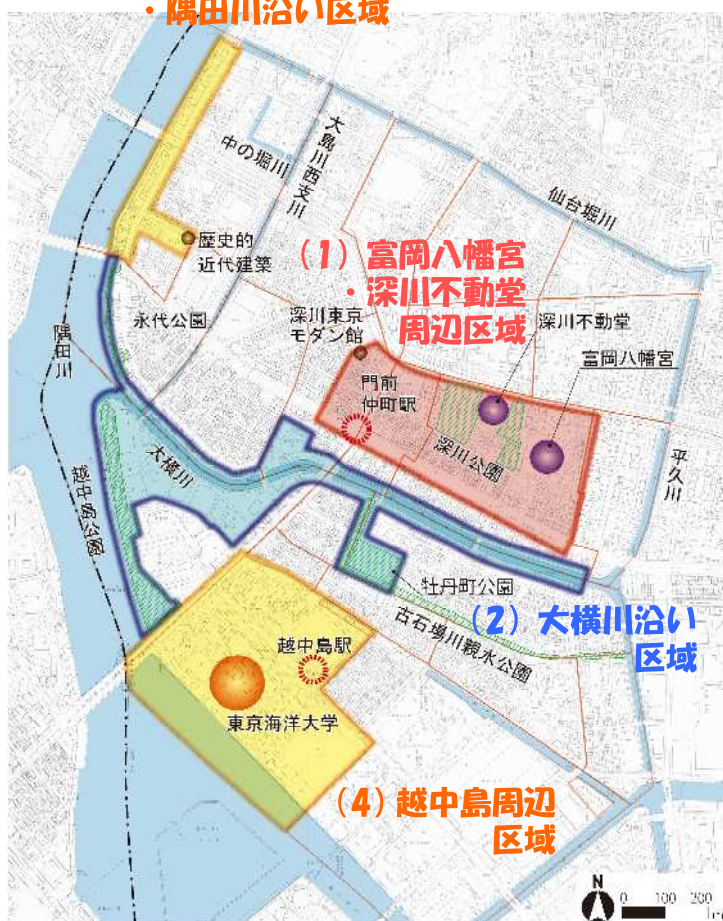 ・隅田川沿い区域
中の堀川
大島川西支川
仙台堀川
歴史的
近代建築
(1) 富岡八幡宮
・深川不動堂
周辺区域
永代公園
深川東京
モダン館
深川不動堂
富岡八幡宮
隅田川
門前
仲町駅
深川公園
平久川
大横川
越中島公園
牡丹町公園
古石場川親水公園
(2) 大横川沿い
区域
越中島駅
東京海洋大学
(4) 越中島周辺
区域
N
0 100 200